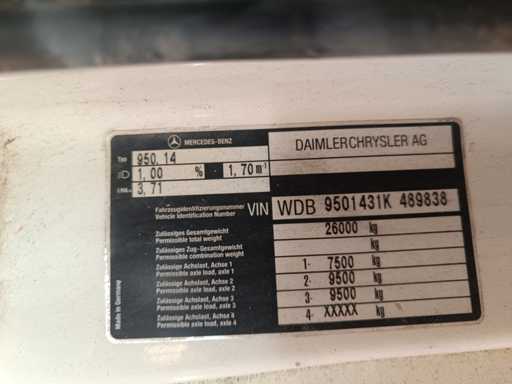 MERCEDES-BENZ
DAIMLERCHRYSLER AG
Typ 950.14
1,00 % 1,70 m
3,71
Fahrzeugidentifizierungsnummer
Vehicle Identification Number
VIN WDB 9501431K 489838
Zulässiges Gesamtgewicht
Permissible total weight
26000 kg
Zulässiges Zug-Gesamtgewicht
Permissible combination weight
kg
Zulässige Achslast, Achse 1
Permissible axle load, axle 1
1- 7500 kg
Zulässige Achslast, Achse 2
Permissible axle load, axle 2
2- 9500 kg
Zulässige Achslast, Achse 3
Permissible axle load, axle 3
3- 9500 kg
Zulässige Achslast, Achse 4
Permissible axle load, axle 4
4- XXXXX kg
Made in Germany